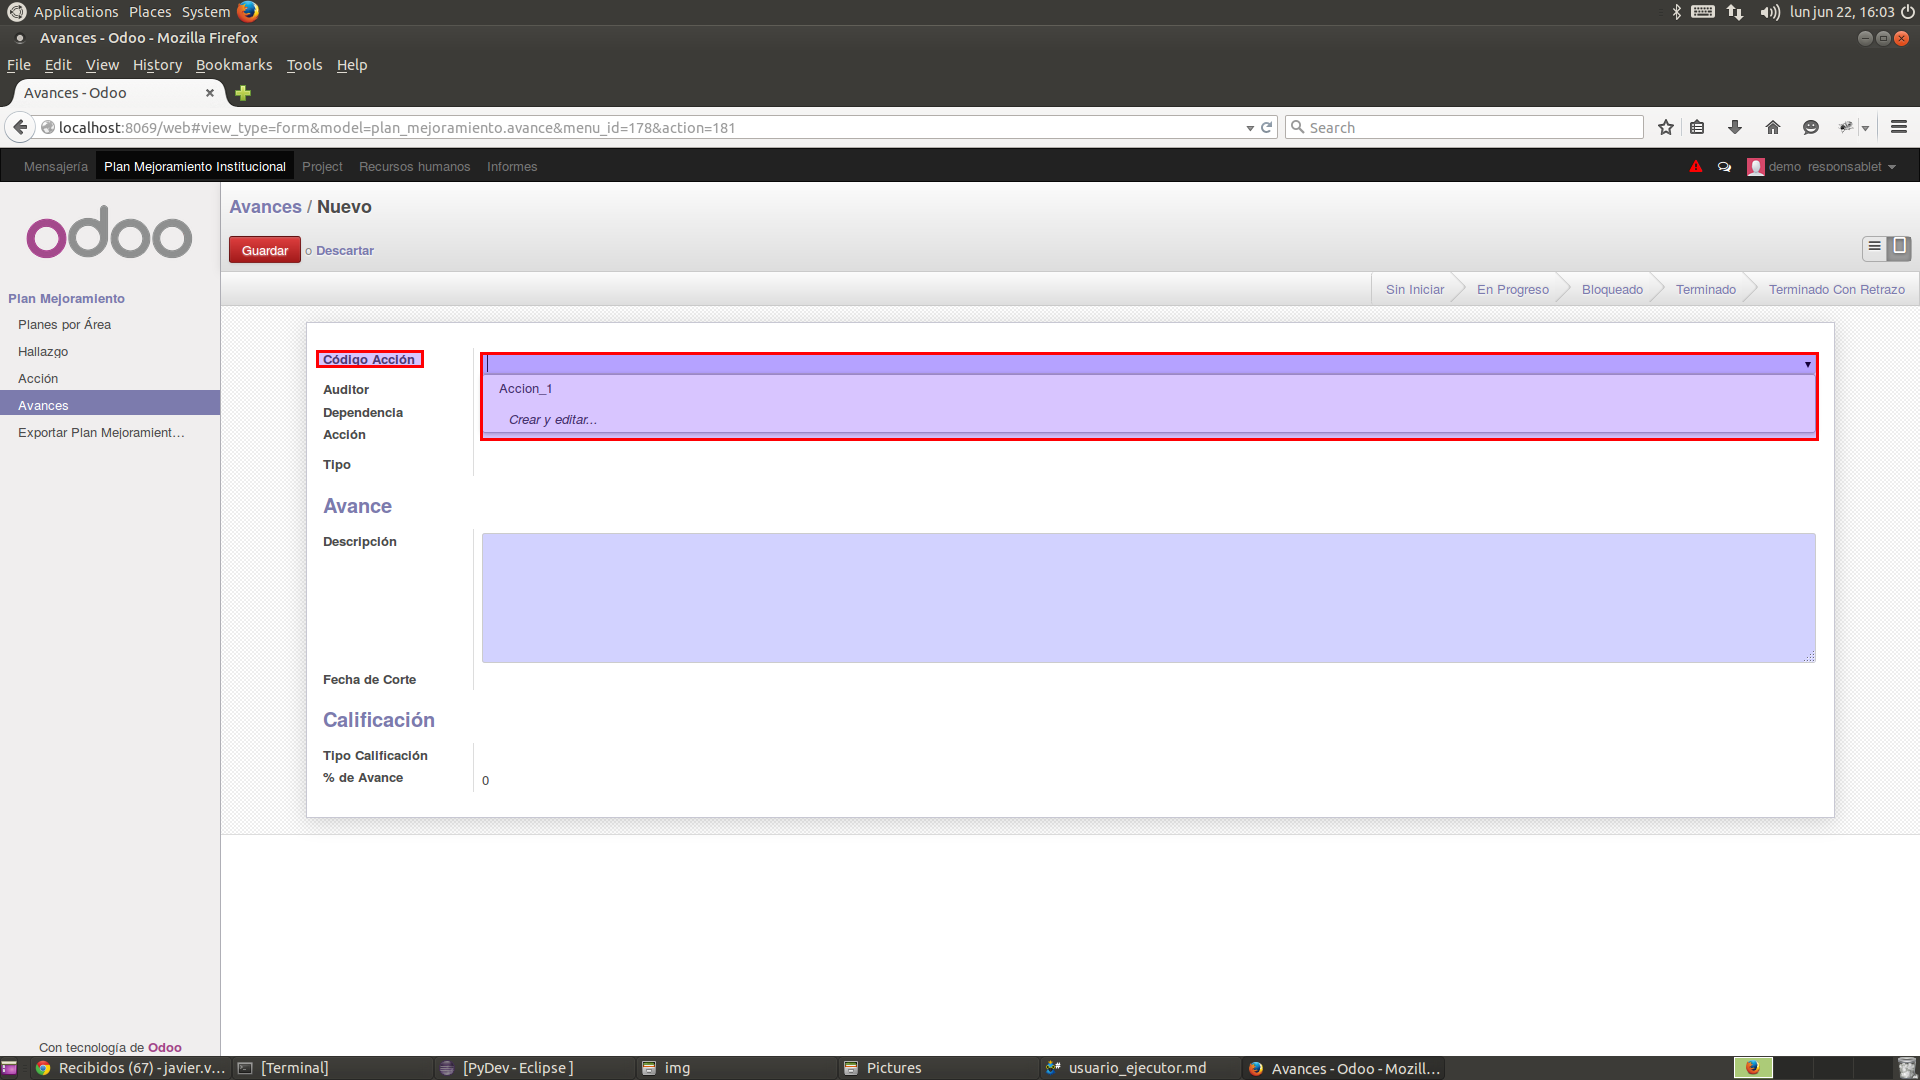 Applications Places System
lun jun 22, 16:03
Avances - Odoo - Mozilla Firefox
File Edit View History Bookmarks Tools Help
Avances - Odoo
localhost:8069/web#view_type=form&model=plan_mejoramiento.avance&menu_id=178&action=181
Search
Mensajería Plan Mejoramiento Institucional Project Recursos humanos Informes
demo_responsablet
odoo
Avances / Nuevo
Guardar o Descartar
Sin Iniciar En Progreso Bloqueado Terminado Terminado Con Retrazo
Plan Mejoramiento
Planes por Área
Hallazgo
Acción
Avances
Exportar Plan Mejoramient...
Código Acción
Accion_1
Crear y editar...
Auditor
Dependencia
Acción
Tipo
Avance
Descripción
Fecha de Corte
Calificación
Tipo Calificación
% de Avance 0
Con tecnología de Odoo
Recibidos (67) - javier.v...
[Terminal]
[PyDev - Eclipse ]
img
Pictures
usuario_ejecutor.md
Avances - Odoo - Mozill...